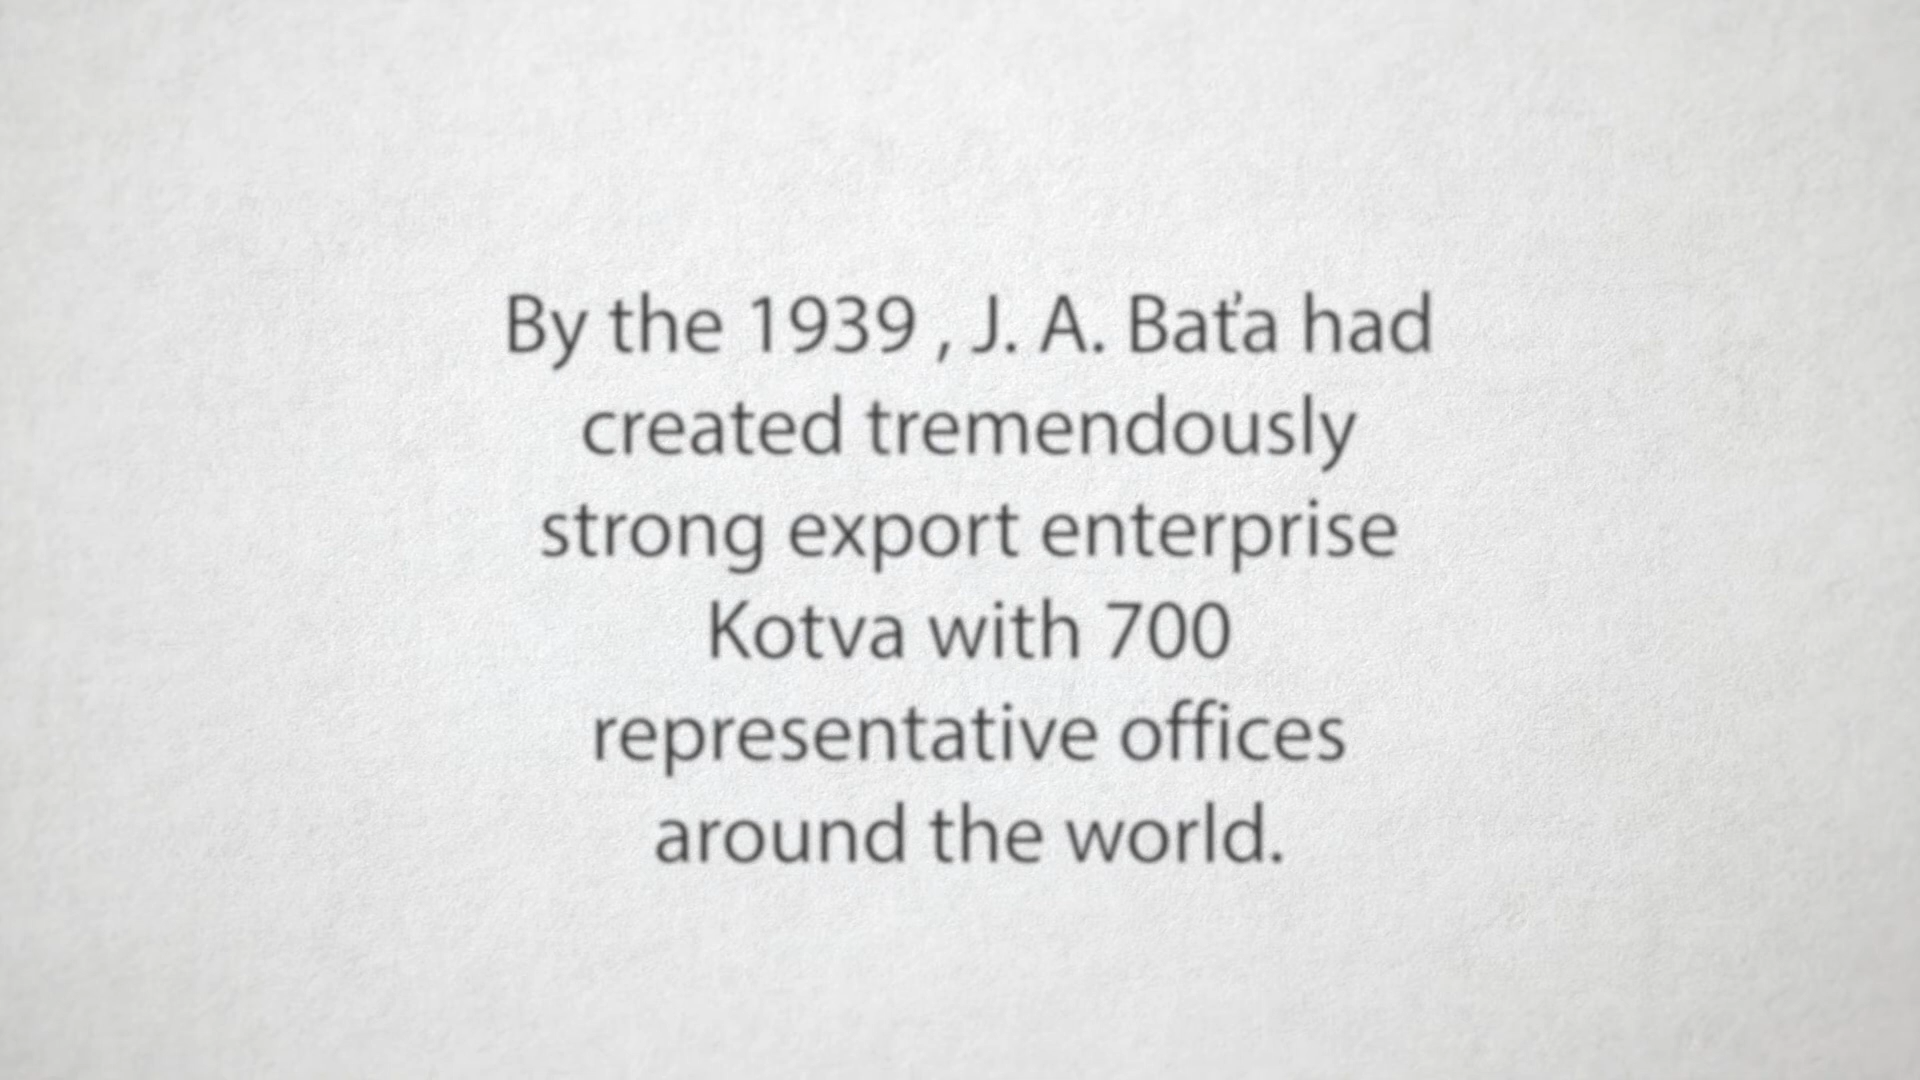 By the 1939 , J. A. Baťa had
created tremendously
strong export enterprise
Kotva with 700
representative offices
around the world.